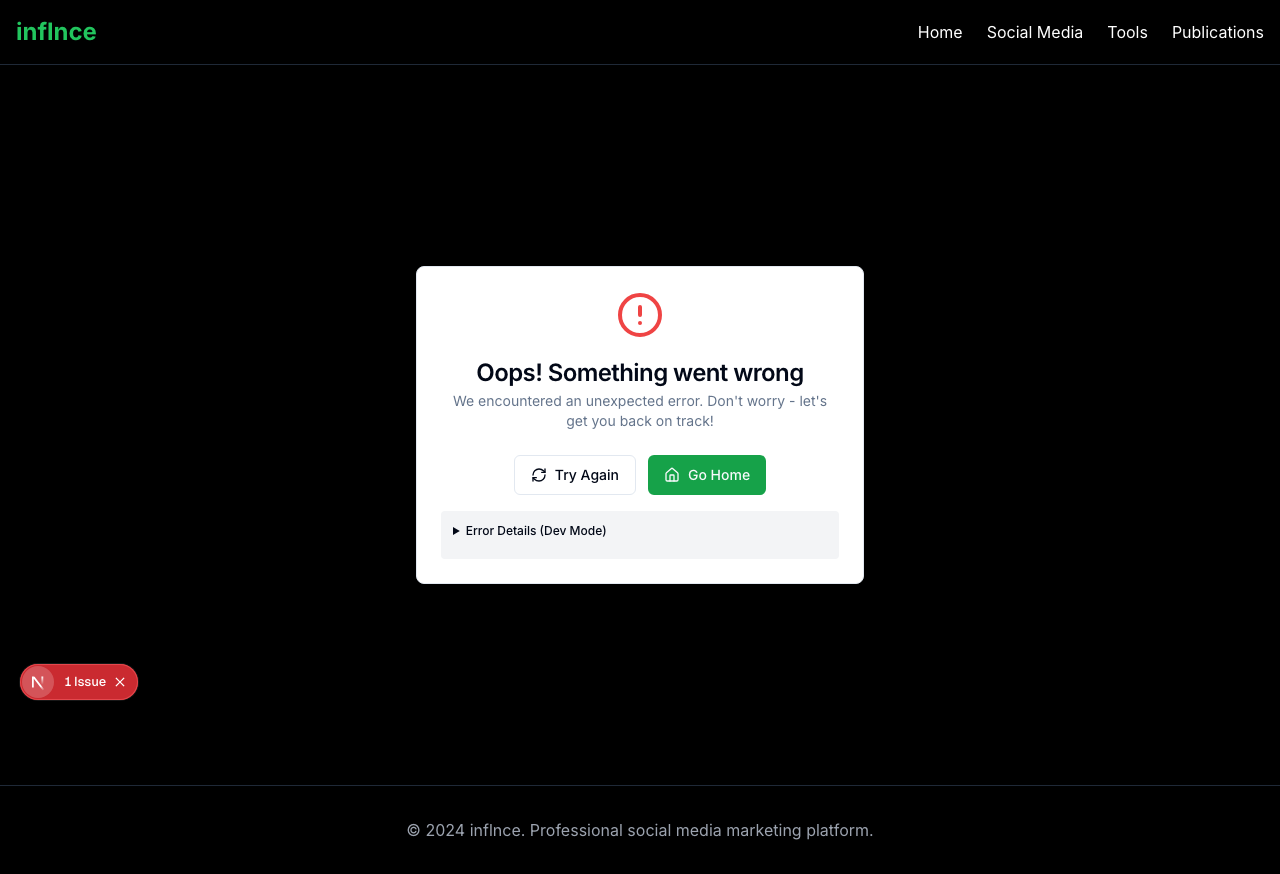 inflnce
Home
Social Media
Tools
Publications
Oops! Something went wrong
We encountered an unexpected error. Don't worry - let's
get you back on track!
Try Again
Go Home
Error Details (Dev Mode)
1 Issue
© 2024 inflnce. Professional social media marketing platform.